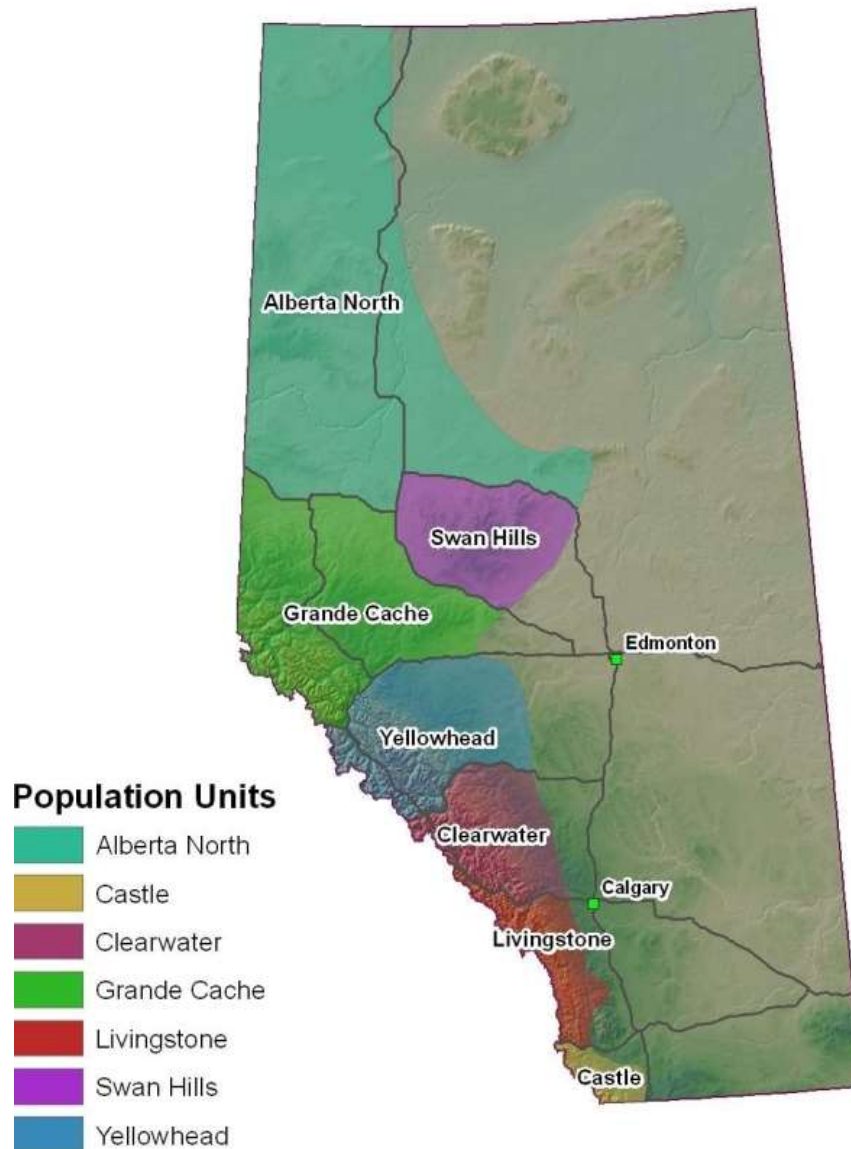 Alberta North
Swan Hills
Grande Cache
Edmonton
Yellowhead
Clearwater
Calgary
Livingstone
Castle
Population Units
Alberta North
Castle
Clearwater
Grande Cache
Livingstone
Swan Hills
Yellowhead